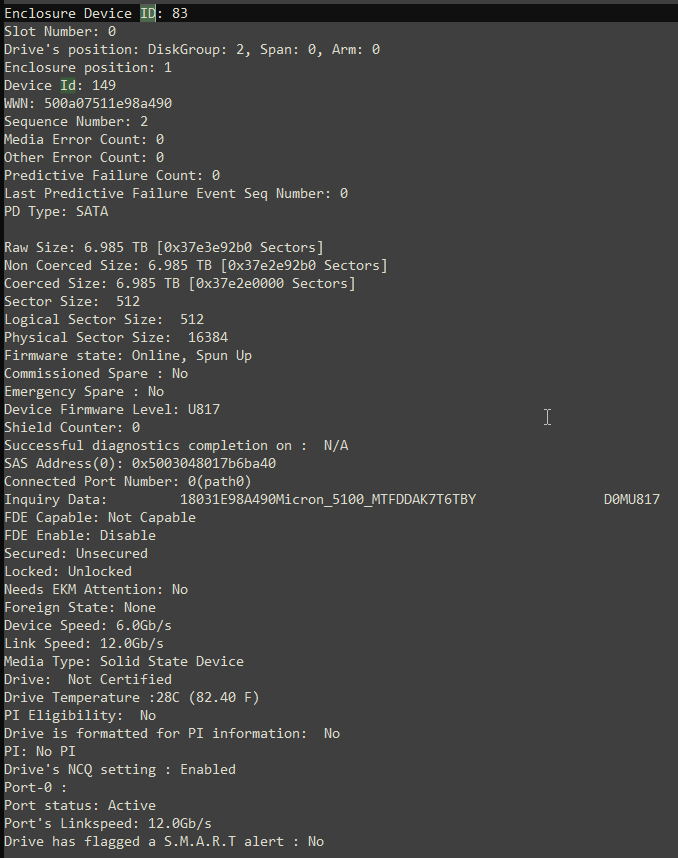 Enclosure Device ID: 83
Slot Number: 0
Drive's position: DiskGroup: 2, Span: 0, Arm: 0
Enclosure position: 1
Device Id: 149
WWN: 500a07511e98a490
Sequence Number: 2
Media Error Count: 0
Other Error Count: 0
Predictive Failure Count: 0
Last Predictive Failure Event Seq Number: 0
PD Type: SATA

Raw Size: 6.985 TB [0x37e3e92b0 Sectors]
Non Coerced Size: 6.985 TB [0x37e2e92b0 Sectors]
Coerced Size: 6.985 TB [0x37e2e0000 Sectors]
Sector Size:  512
Logical Sector Size:  512
Physical Sector Size:  16384
Firmware state: Online, Spun Up
Commissioned Spare : No
Emergency Spare : No
Device Firmware Level: U817
Shield Counter: 0
Successful diagnostics completion on :  N/A
SAS Address(0): 0x5003048017b6ba40
Connected Port Number: 0(path0)
Inquiry Data:         18031E98A490Micron_5100_MTFDDAK7T6TBY                D0MU817
FDE Capable: Not Capable
FDE Enable: Disable
Secured: Unsecured
Locked: Unlocked
Needs EKM Attention: No
Foreign State: None
Device Speed: 6.0Gb/s
Link Speed: 12.0Gb/s
Media Type: Solid State Device
Drive:  Not Certified
Drive Temperature :28C (82.40 F)
PI Eligibility:  No
Drive is formatted for PI information:  No
PI: No PI
Drive's NCQ setting : Enabled
Port-0 :
Port status: Active
Port's Linkspeed: 12.0Gb/s
Drive has flagged a S.M.A.R.T alert : No